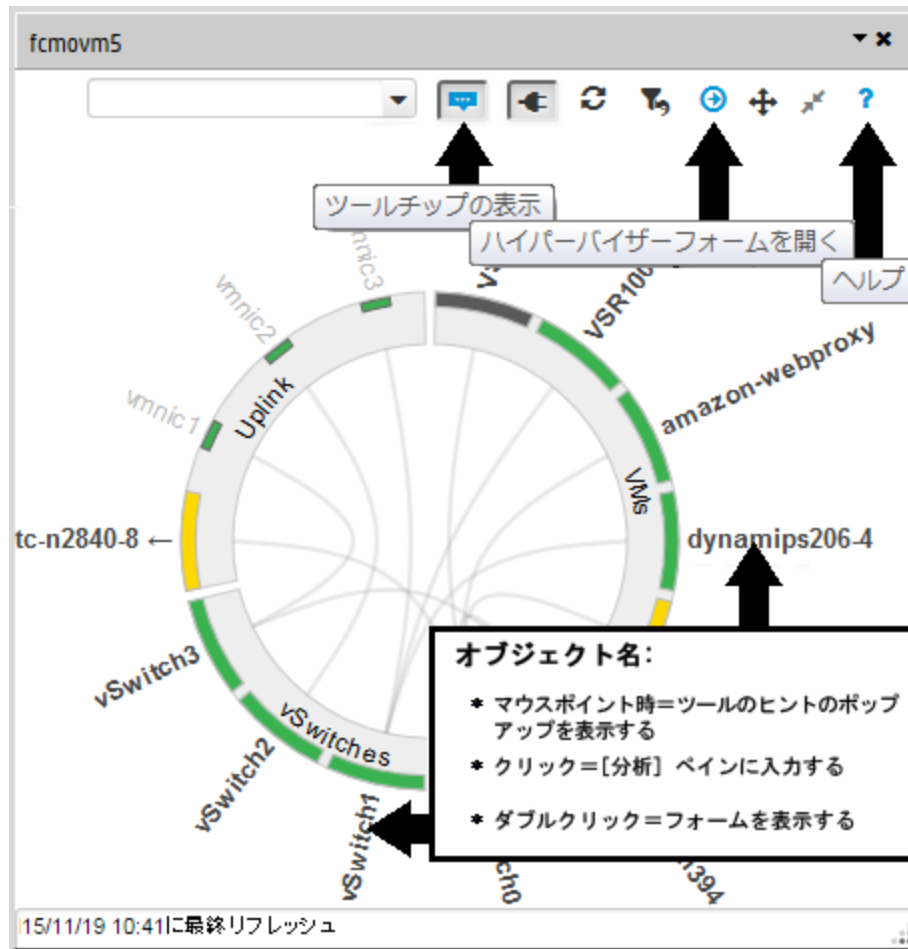 fcmovm5
?
ツールチップの表示
ハイパーバイザーフォームを開く
ヘルプ
vmnic2
vmnic1
Uplink
amazon-webproxy
VMs
tc-n2840-8 ←
dynamips206-4
vSwitch3
vSwitch2
vSwitches
vSwitch1
オブジェクト名:
* マウスポイント時=ツールのヒントのポップ
アップを表示する
* クリック=[分析] ペインに入力する
* ダブルクリック=フォームを表示する
15/11/19 10:41に最終リフレッシュ